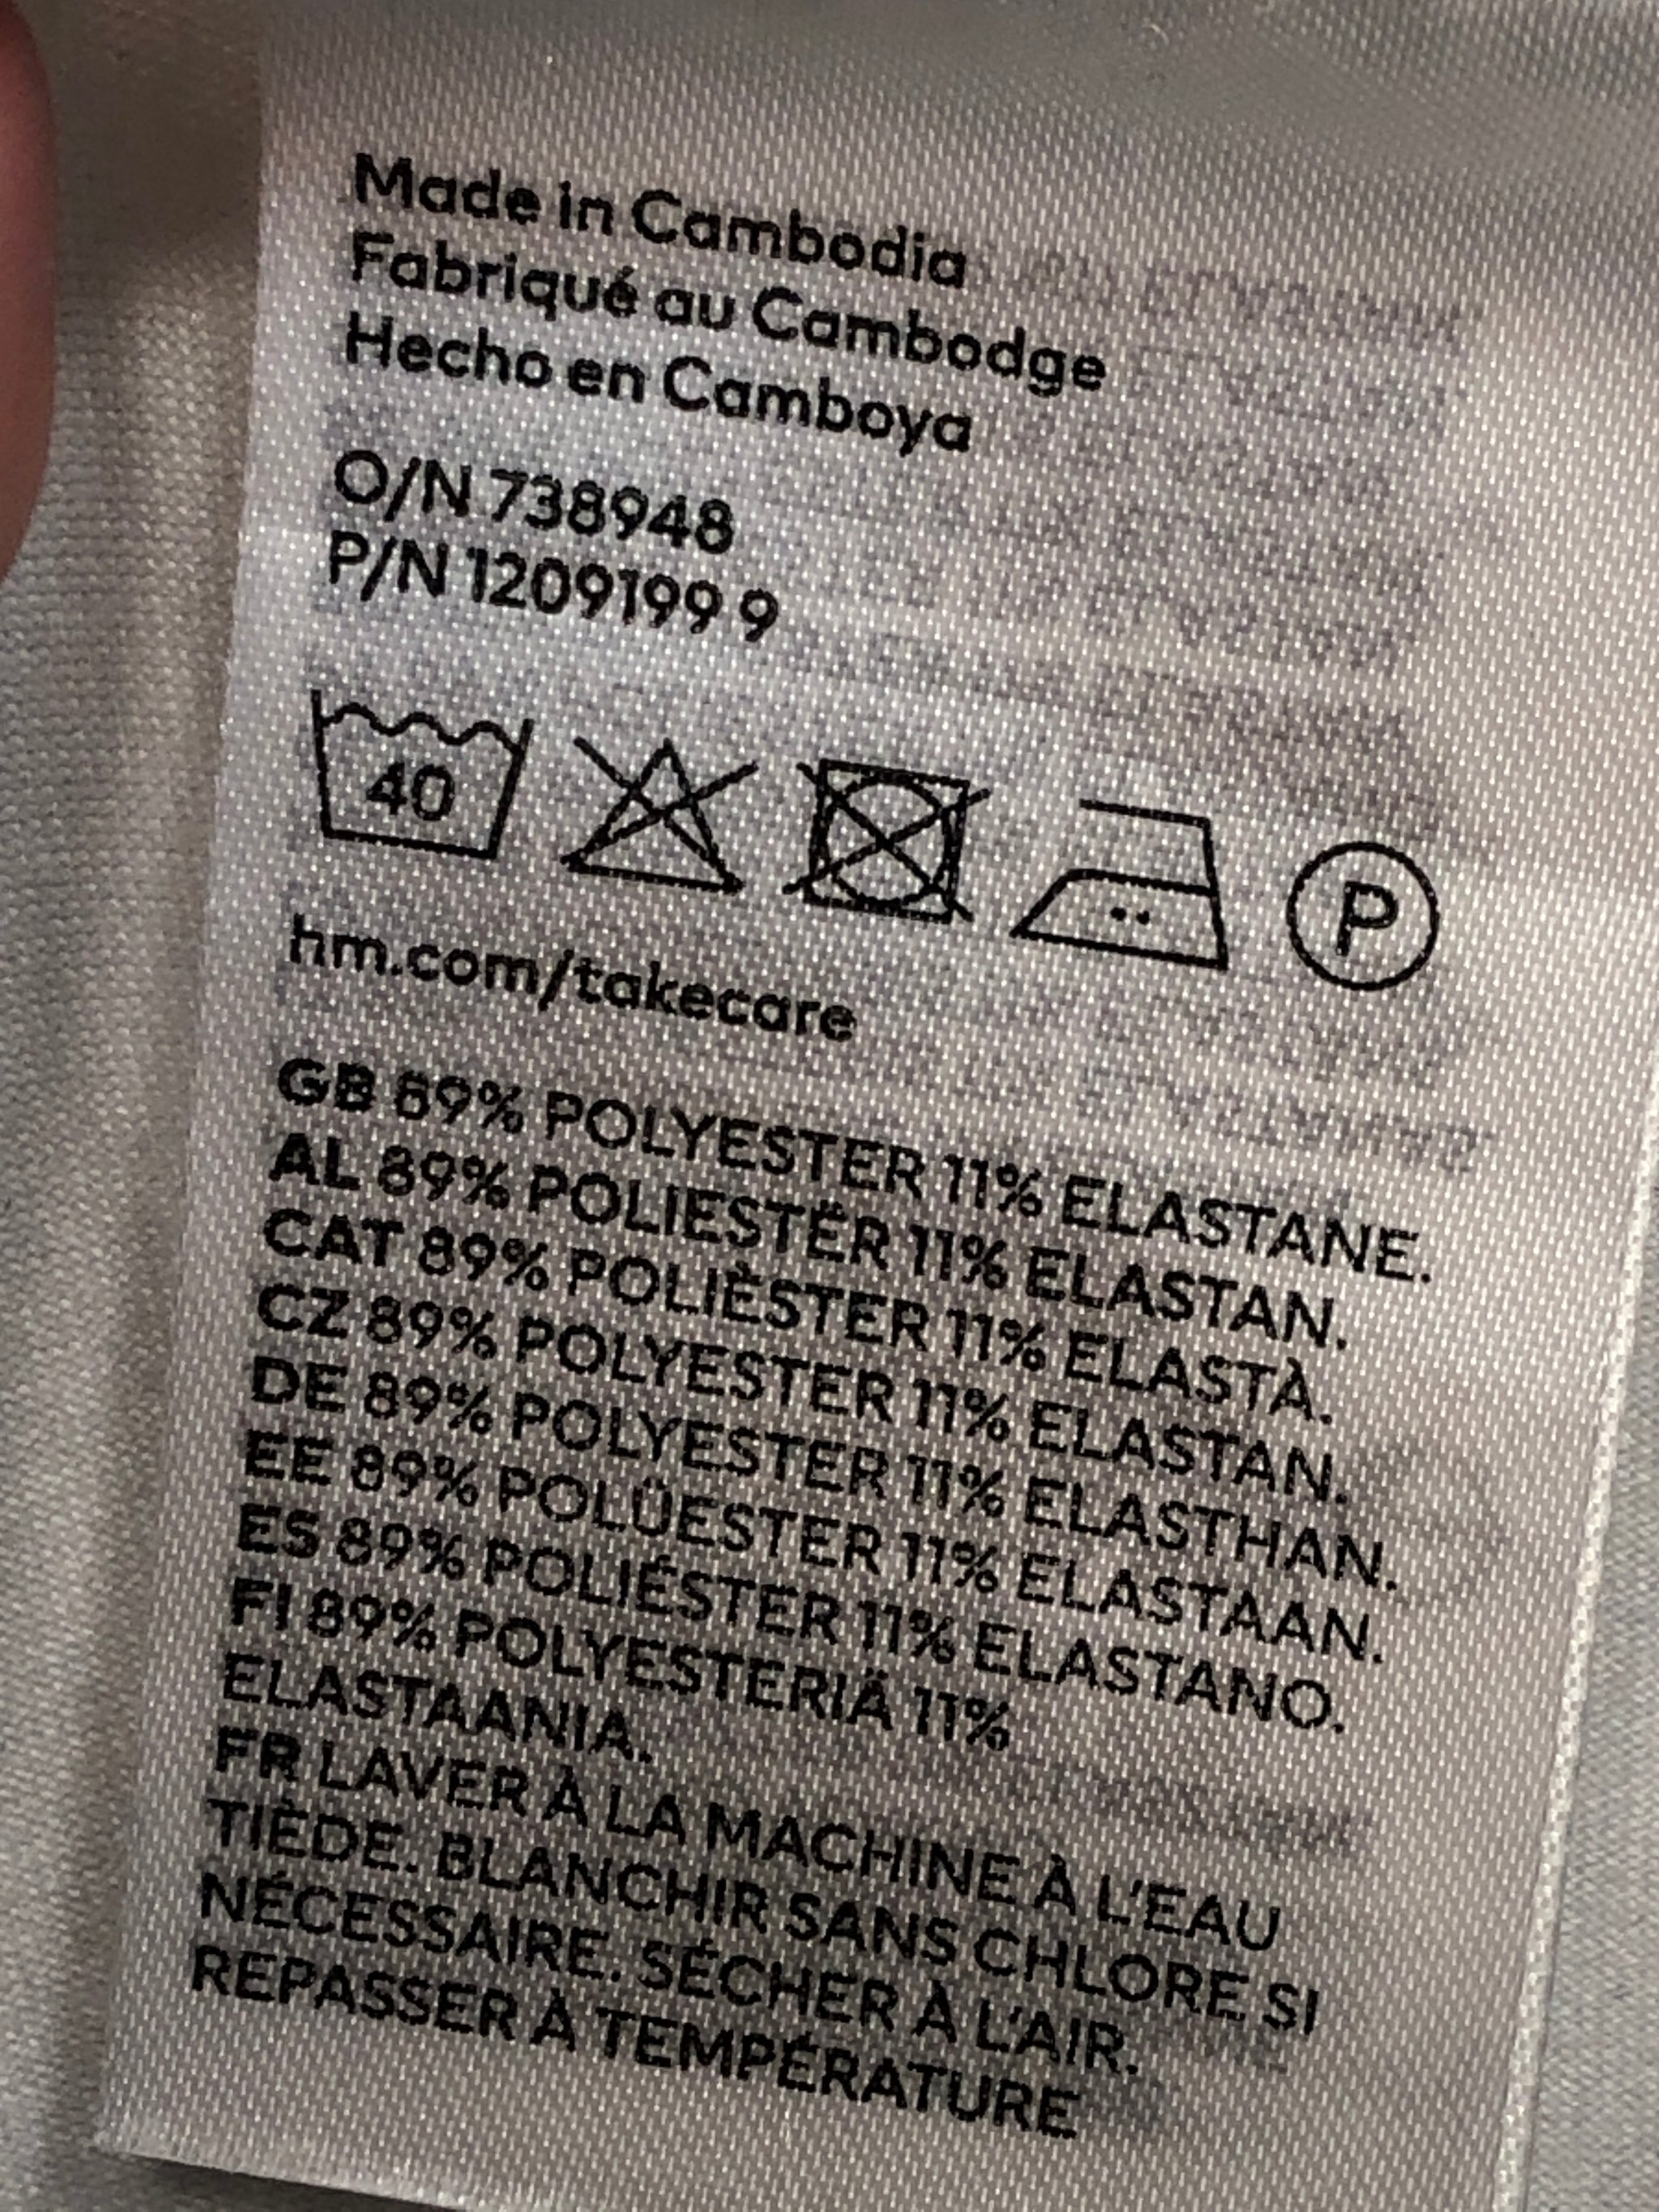 Made in Cambodia
Fabriqué au Cambodge
Hecho en Camboya
O/N 738948
P/N 1209199 9
40
P
hm.com/takecare
GB 89% POLYESTER 11% ELASTANE.
AL 89% POLIESTËR 11% ELASTAN.
CAT 89% POLIÈSTER 11% ELASTÀ.
CZ 89% POLYESTER 11% ELASTAN.
DE 89% POLYESTER 11% ELASTHAN.
EE 89% POLÜESTER 11% ELASTAAN.
ES 89% POLIÉSTER 11% ELASTANO.
FI 89% POLYESTERIÄ 11%
ELASTAANIA.
FR LAVER À LA MACHINE À L'EAU
TIÈDE. BLANCHIR SANS CHLORE SI
NÉCESSAIRE. SÉCHER À L'AIR.
REPASSER À TEMPÉRATURE